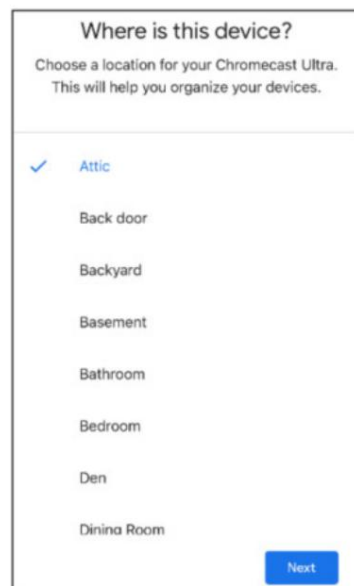 Where is this device?
Choose a location for your Chromecast Ultra.
This will help you organize your devices.
Attic
Back door
Backyard
Basement
Bathroom
Bedroom
Den
Dining Room
Next